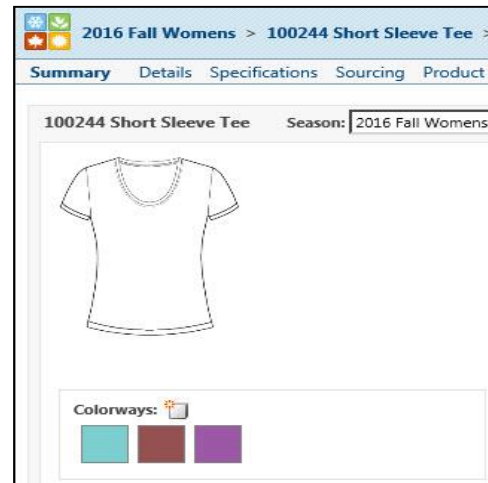 2016 Fall Womens > 100244 Short Sleeve Tee >
Summary Details Specifications Sourcing Product
100244 Short Sleeve Tee Season: 2016 Fall Womens
Colorways: